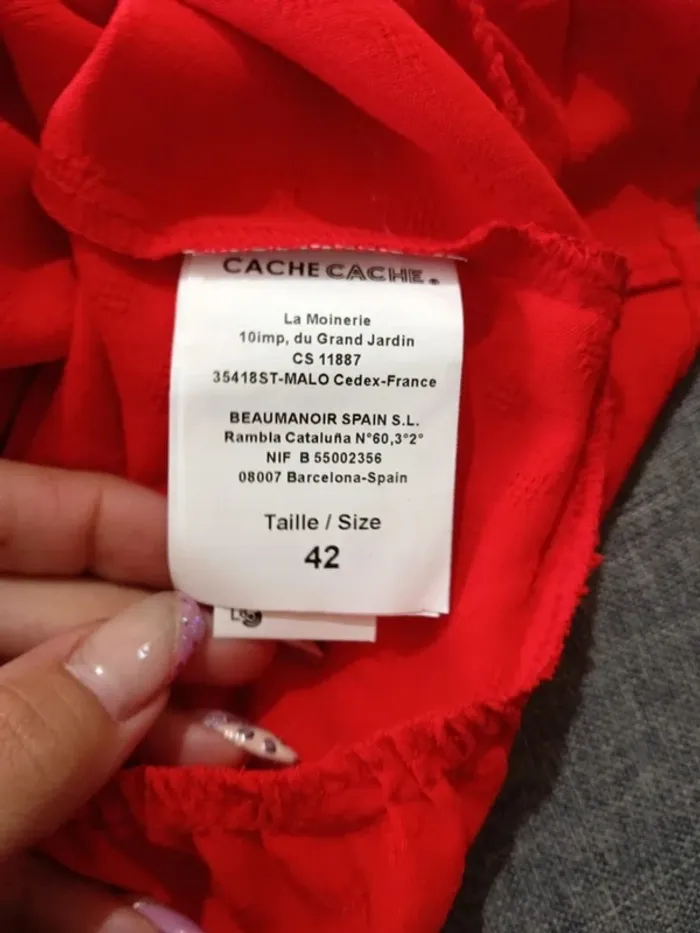 CACHE CACHE.
La Moinerie
10imp, du Grand Jardin
CS 11887
35418ST-MALO Cedex-France
BEAUMANOIR SPAIN S.L.
Rambla Cataluña N°60,3°2°
NIF B 55002356
08007 Barcelona-Spain
Taille / Size
42